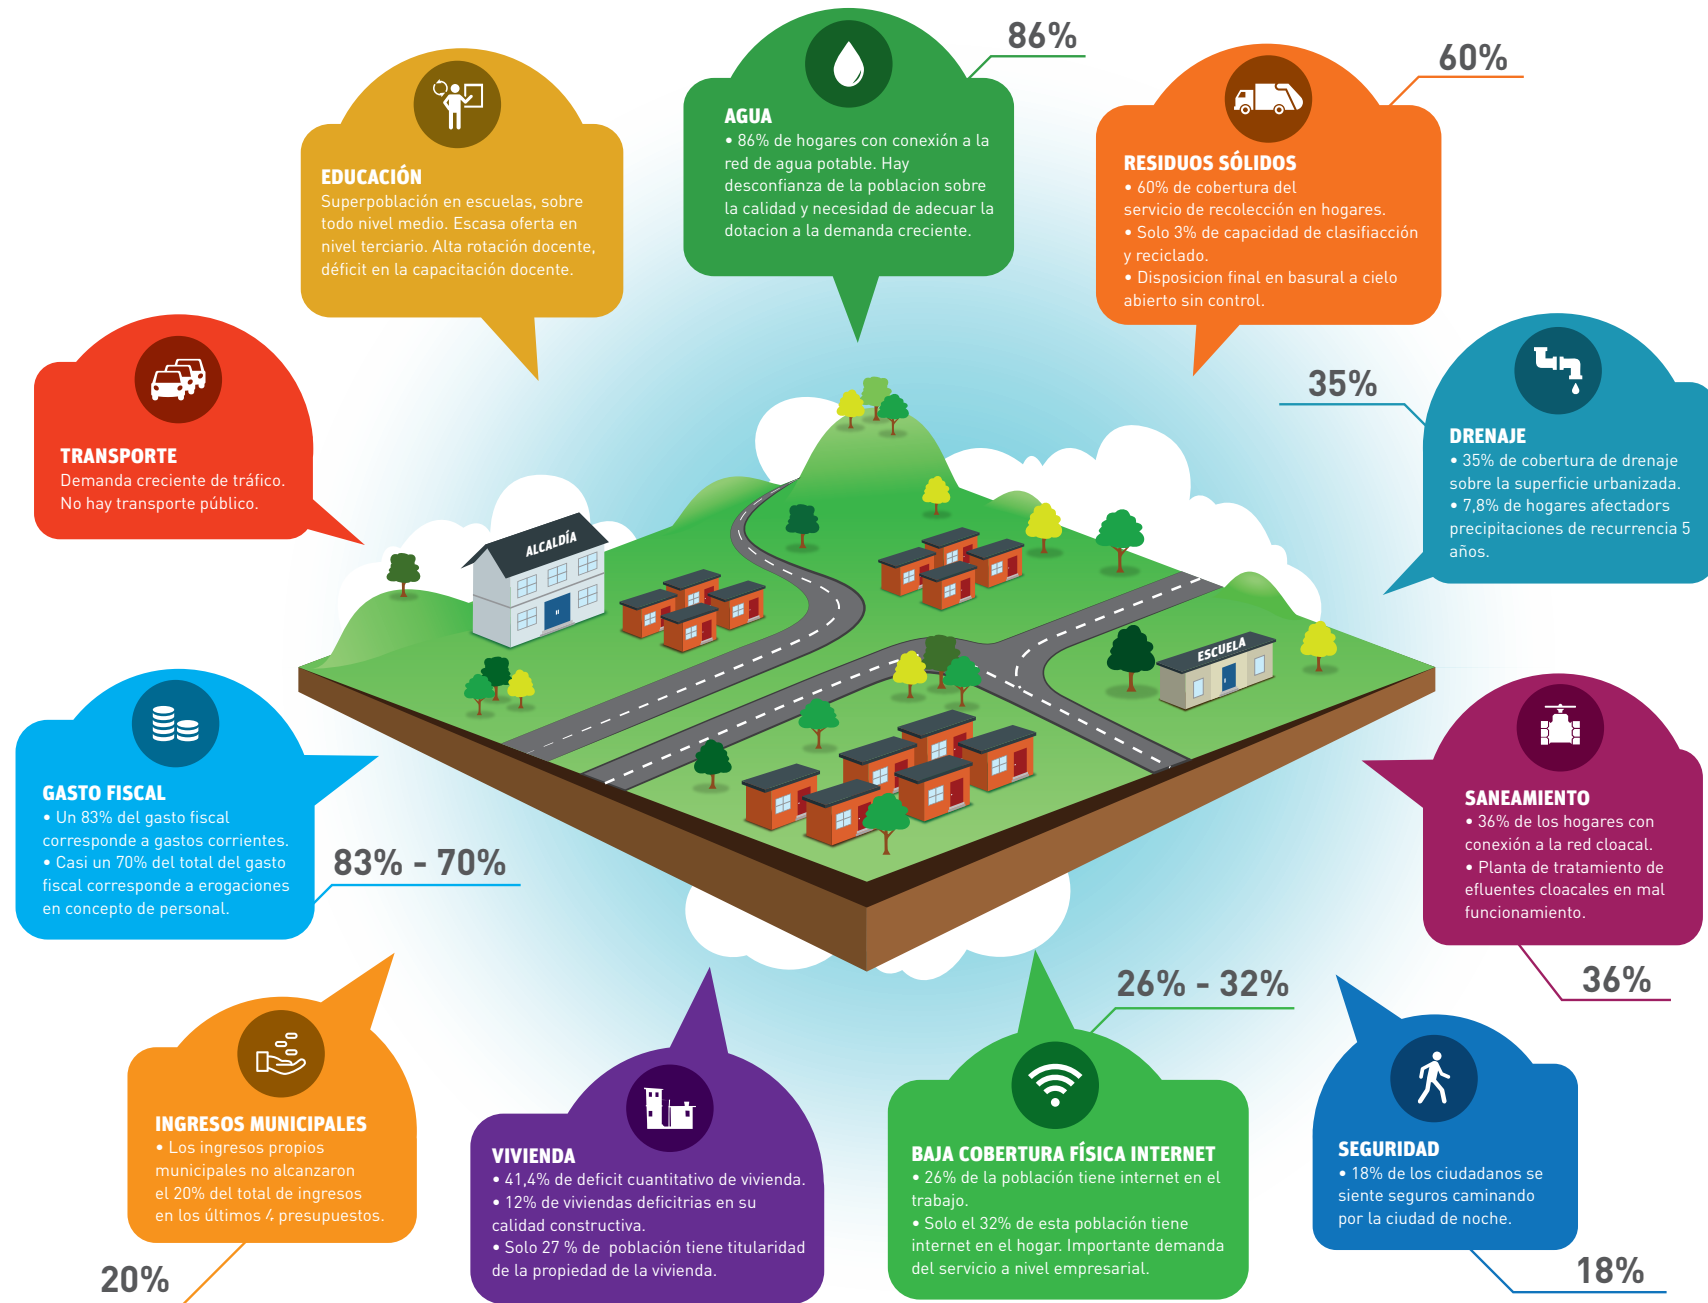 86%
60%
EDUCACIÓN
Superpoblación en escuelas, sobre
todo nivel medio. Escasa oferta en
nivel terciario. Alta rotación docente,
déficit en la capacitación docente.
AGUA
• 86% de hogares con conexión a la
red de agua potable. Hay
desconfianza de la poblacion sobre
la calidad y necesidad de adecuar la
dotacion a la demanda creciente.
RESIDUOS SÓLIDOS
• 60% de cobertura del
servicio de recolección en hogares.
• Solo 3% de capacidad de clasifiacción
y reciclado.
• Disposicion final en basural a cielo
abierto sin control.
TRANSPORTE
Demanda creciente de tráfico.
No hay transporte público.
35%
DRENAJE
• 35% de cobertura de drenaje
sobre la superficie urbanizada.
• 7,8% de hogares afectadors
precipitaciones de recurrencia 5
años.
ALCALDÍA
ESCUELA
GASTO FISCAL
• Un 83% del gasto fiscal
corresponde a gastos corrientes.
• Casi un 70% del total del gasto
fiscal corresponde a erogaciones
en concepto de personal.
83% - 70%
SANEAMIENTO
• 36% de los hogares con
conexión a la red cloacal.
• Planta de tratamiento de
efluentes cloacales en mal
funcionamiento.
36%
INGRESOS MUNICIPALES
• Los ingresos propios
municipales no alcanzaron
el 20% del total de ingresos
en los últimos 4 presupuestos.
20%
VIVIENDA
• 41,4% de deficit cuantitativo de vivienda.
• 12% de viviendas deficitrias en su
calidad constructiva.
• Solo 27 % de población tiene titularidad
de la propiedad de la vivienda.
26% - 32%
BAJA COBERTURA FÍSICA INTERNET
• 26% de la población tiene internet en el
trabajo.
• Solo el 32% de esta población tiene
internet en el hogar. Importante demanda
del servicio a nivel empresarial.
SEGURIDAD
• 18% de los ciudadanos se
siente seguros caminando
por la ciudad de noche.
18%